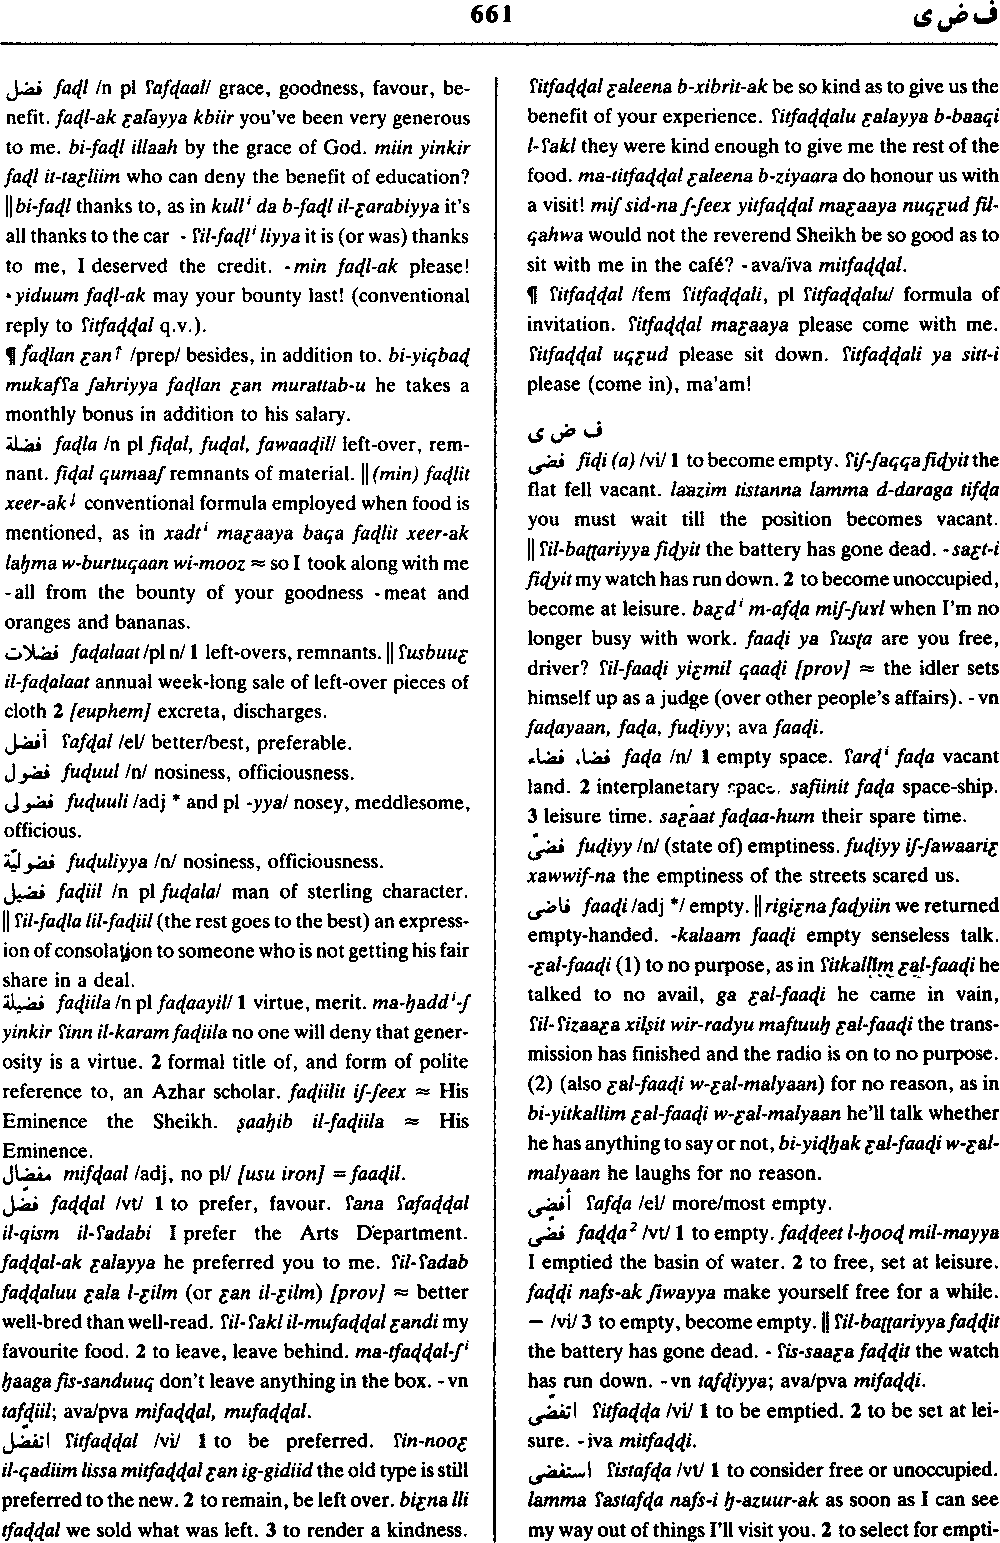 661
ف ض ى
فضل faḍl /n pl ʕafḍaal/ grace, goodness, favour, be-
nefit. faḍl-ak ɛalayya kbiir you've been very generous
to me. bi-faḍl illaah by the grace of God. miin yinkir
faḍl it-taɛliim who can deny the benefit of education?
‖ bi-faḍl thanks to, as in kullⁱ da b-faḍl il-ɛarabiyya it's
all thanks to the car - ʕil-faḍlⁱ liyya it is (or was) thanks
to me, I deserved the credit. -min faḍl-ak please!
•yiduum faḍl-ak may your bounty last! (conventional
reply to ʕitfaḍḍal q.v.).
¶ faḍlan ɛan↑ /prep/ besides, in addition to. bi-yiqbaḍ
mukafʕa ʃahriyya faḍlan ɛan murattab-u he takes a
monthly bonus in addition to his salary.
فضلة faḍla /n pl fiḍal, fuḍal, fawaaḍil/ left-over, rem-
nant. fiḍal qumaaʃ remnants of material. ‖ (min) faḍlit
xeer-ak↓ conventional formula employed when food is
mentioned, as in xadtⁱ maɛaaya baqa faḍlit xeer-ak
laḥma w-burtuqaan wi-mooz ≈ so I took along with me
-all from the bounty of your goodness -meat and
oranges and bananas.
فضلات faḍalaat /pl n/ 1 left-overs, remnants. ‖ ʕusbuuɛ
il-faḍalaat annual week-long sale of left-over pieces of
cloth 2 [euphem] excreta, discharges.
أفضل ʕafḍal /el/ better/best, preferable.
فضول fuḍuul /n/ nosiness, officiousness.
فضولى fuḍuuli /adj * and pl -yya/ nosey, meddlesome,
officious.
فضوليّة fuḍuliyya /n/ nosiness, officiousness.
فضيل faḍiil /n pl fuḍala/ man of sterling character.
‖ ʕil-faḍla lil-faḍiil (the rest goes to the best) an express-
ion of consolation to someone who is not getting his fair
share in a deal.
فضيلة faḍiila /n pl faḍaayil/ 1 virtue, merit. ma-ḥaddⁱ-ʃ
yinkir ʕinn il-karam faḍiila no one will deny that gener-
osity is a virtue. 2 formal title of, and form of polite
reference to, an Azhar scholar. faḍiilit iʃ-ʃeex ≈ His
Eminence the Sheikh. ṣaaḥib il-faḍiila ≈ His
Eminence.
مفضال mifḍaal /adj, no pl/ [usu iron] = faaḍil.
فضل faḍḍal /vt/ 1 to prefer, favour. ʕana ʕafaḍḍal
il-qism il-ʕadabi I prefer the Arts Department.
faḍḍal-ak ɛalayya he preferred you to me. ʕil-ʕadab
faḍḍaluu ɛala l-ɛilm (or ɛan il-ɛilm) [prov] ≈ better
well-bred than well-read. ʕil-ʕakl il-mufaḍḍal ɛandi my
favourite food. 2 to leave, leave behind. ma-tfaḍḍal-ʃⁱ
ḥaaga fis-sanduuq don't leave anything in the box. -vn
tafḍiil; ava/pva mifaḍḍal, mufaḍḍal.
اتفضل ʕitfaḍḍal /vi/ 1 to be preferred. ʕin-nooɛ
il-qadiim lissa mitfaḍḍal ɛan ig-gidiid the old type is still
preferred to the new. 2 to remain, be left over. biɛna lli
tfaḍḍal we sold what was left. 3 to render a kindness.
ʕitfaḍḍal ɛaleena b-xibrit-ak be so kind as to give us the
benefit of your experience. ʕitfaḍḍalu ɛalayya b-baaqi
l-ʕakl they were kind enough to give me the rest of the
food. ma-titfaḍḍal ɛaleena b-ziyaara do honour us with
a visit! miʃ sid-na ʃ-ʃeex yitfaḍḍal maɛaaya nuqɛud fil-
qahwa would not the reverend Sheikh be so good as to
sit with me in the café? -ava/iva mitfaḍḍal.
¶ ʕitfaḍḍal /fem ʕitfaḍḍali, pl ʕitfaḍḍalu/ formula of
invitation. ʕitfaḍḍal maɛaaya please come with me.
ʕitfaḍḍal uqɛud please sit down. ʕitfaḍḍali ya sitt-i
please (come in), ma'am!
ف ض ى
فضى fiḍi (a) /vi/ 1 to become empty. ʕiʃ-ʃaqqa fiḍyit the
flat fell vacant. laazim tistanna lamma d-daraga tifḍa
you must wait till the position becomes vacant.
‖ ʕil-baṭṭariyya fiḍyit the battery has gone dead. -saɛt-i
fiḍyit my watch has run down. 2 to become unoccupied,
become at leisure. baɛdⁱ m-afḍa miʃ-ʃuɣl when I'm no
longer busy with work. faaḍi ya ʕusṭa are you free,
driver? ʕil-faaḍi yiɛmil qaaḍi [prov] ≈ the idler sets
himself up as a judge (over other people's affairs). -vn
faḍayaan, faḍa, fuḍiyy; ava faaḍi.
فضا، فضاء faḍa /n/ 1 empty space. ʕarḍⁱ faḍa vacant
land. 2 interplanetary space. safiinit faḍa space-ship.
3 leisure time. saɛaat faḍaa-hum their spare time.
فضىّ fuḍiyy /n/ (state of) emptiness. fuḍiyy iʃ-ʃawaariɛ
xawwif-na the emptiness of the streets scared us.
فاضى faaḍi /adj */ empty. ‖ rigiɛna faḍyiin we returned
empty-handed. -kalaam faaḍi empty senseless talk.
-ɛal-faaḍi (1) to no purpose, as in ʕitkallim ɛal-faaḍi he
talked to no avail, ga ɛal-faaḍi he came in vain,
ʕil-ʕizaaɛa xilṣit wir-radyu maftuuḥ ɛal-faaḍi the trans-
mission has finished and the radio is on to no purpose.
(2) (also ɛal-faaḍi w-ɛal-malyaan) for no reason, as in
bi-yitkallim ɛal-faaḍi w-ɛal-malyaan he'll talk whether
he has anything to say or not, bi-yiḍḥak ɛal-faaḍi w-ɛal-
malyaan he laughs for no reason.
أفضى ʕafḍa /el/ more/most empty.
فضّى faḍḍa² /vt/ 1 to empty. faḍḍeet l-ḥooḍ mil-mayya
I emptied the basin of water. 2 to free, set at leisure.
faḍḍi nafs-ak ʃiwayya make yourself free for a while.
— /vi/ 3 to empty, become empty. ‖ ʕil-baṭṭariyya faḍḍit
the battery has gone dead. - ʕis-saaɛa faḍḍit the watch
has run down. -vn tafḍiyya; ava/pva mifaḍḍi.
اتفضّى ʕitfaḍḍa /vi/ 1 to be emptied. 2 to be set at lei-
sure. -iva mitfaḍḍi.
استفضى ʕistafḍa /vt/ 1 to consider free or unoccupied.
lamma ʕastafḍa nafs-i ḥ-azuur-ak as soon as I can see
my way out of things I'll visit you. 2 to select for empti-